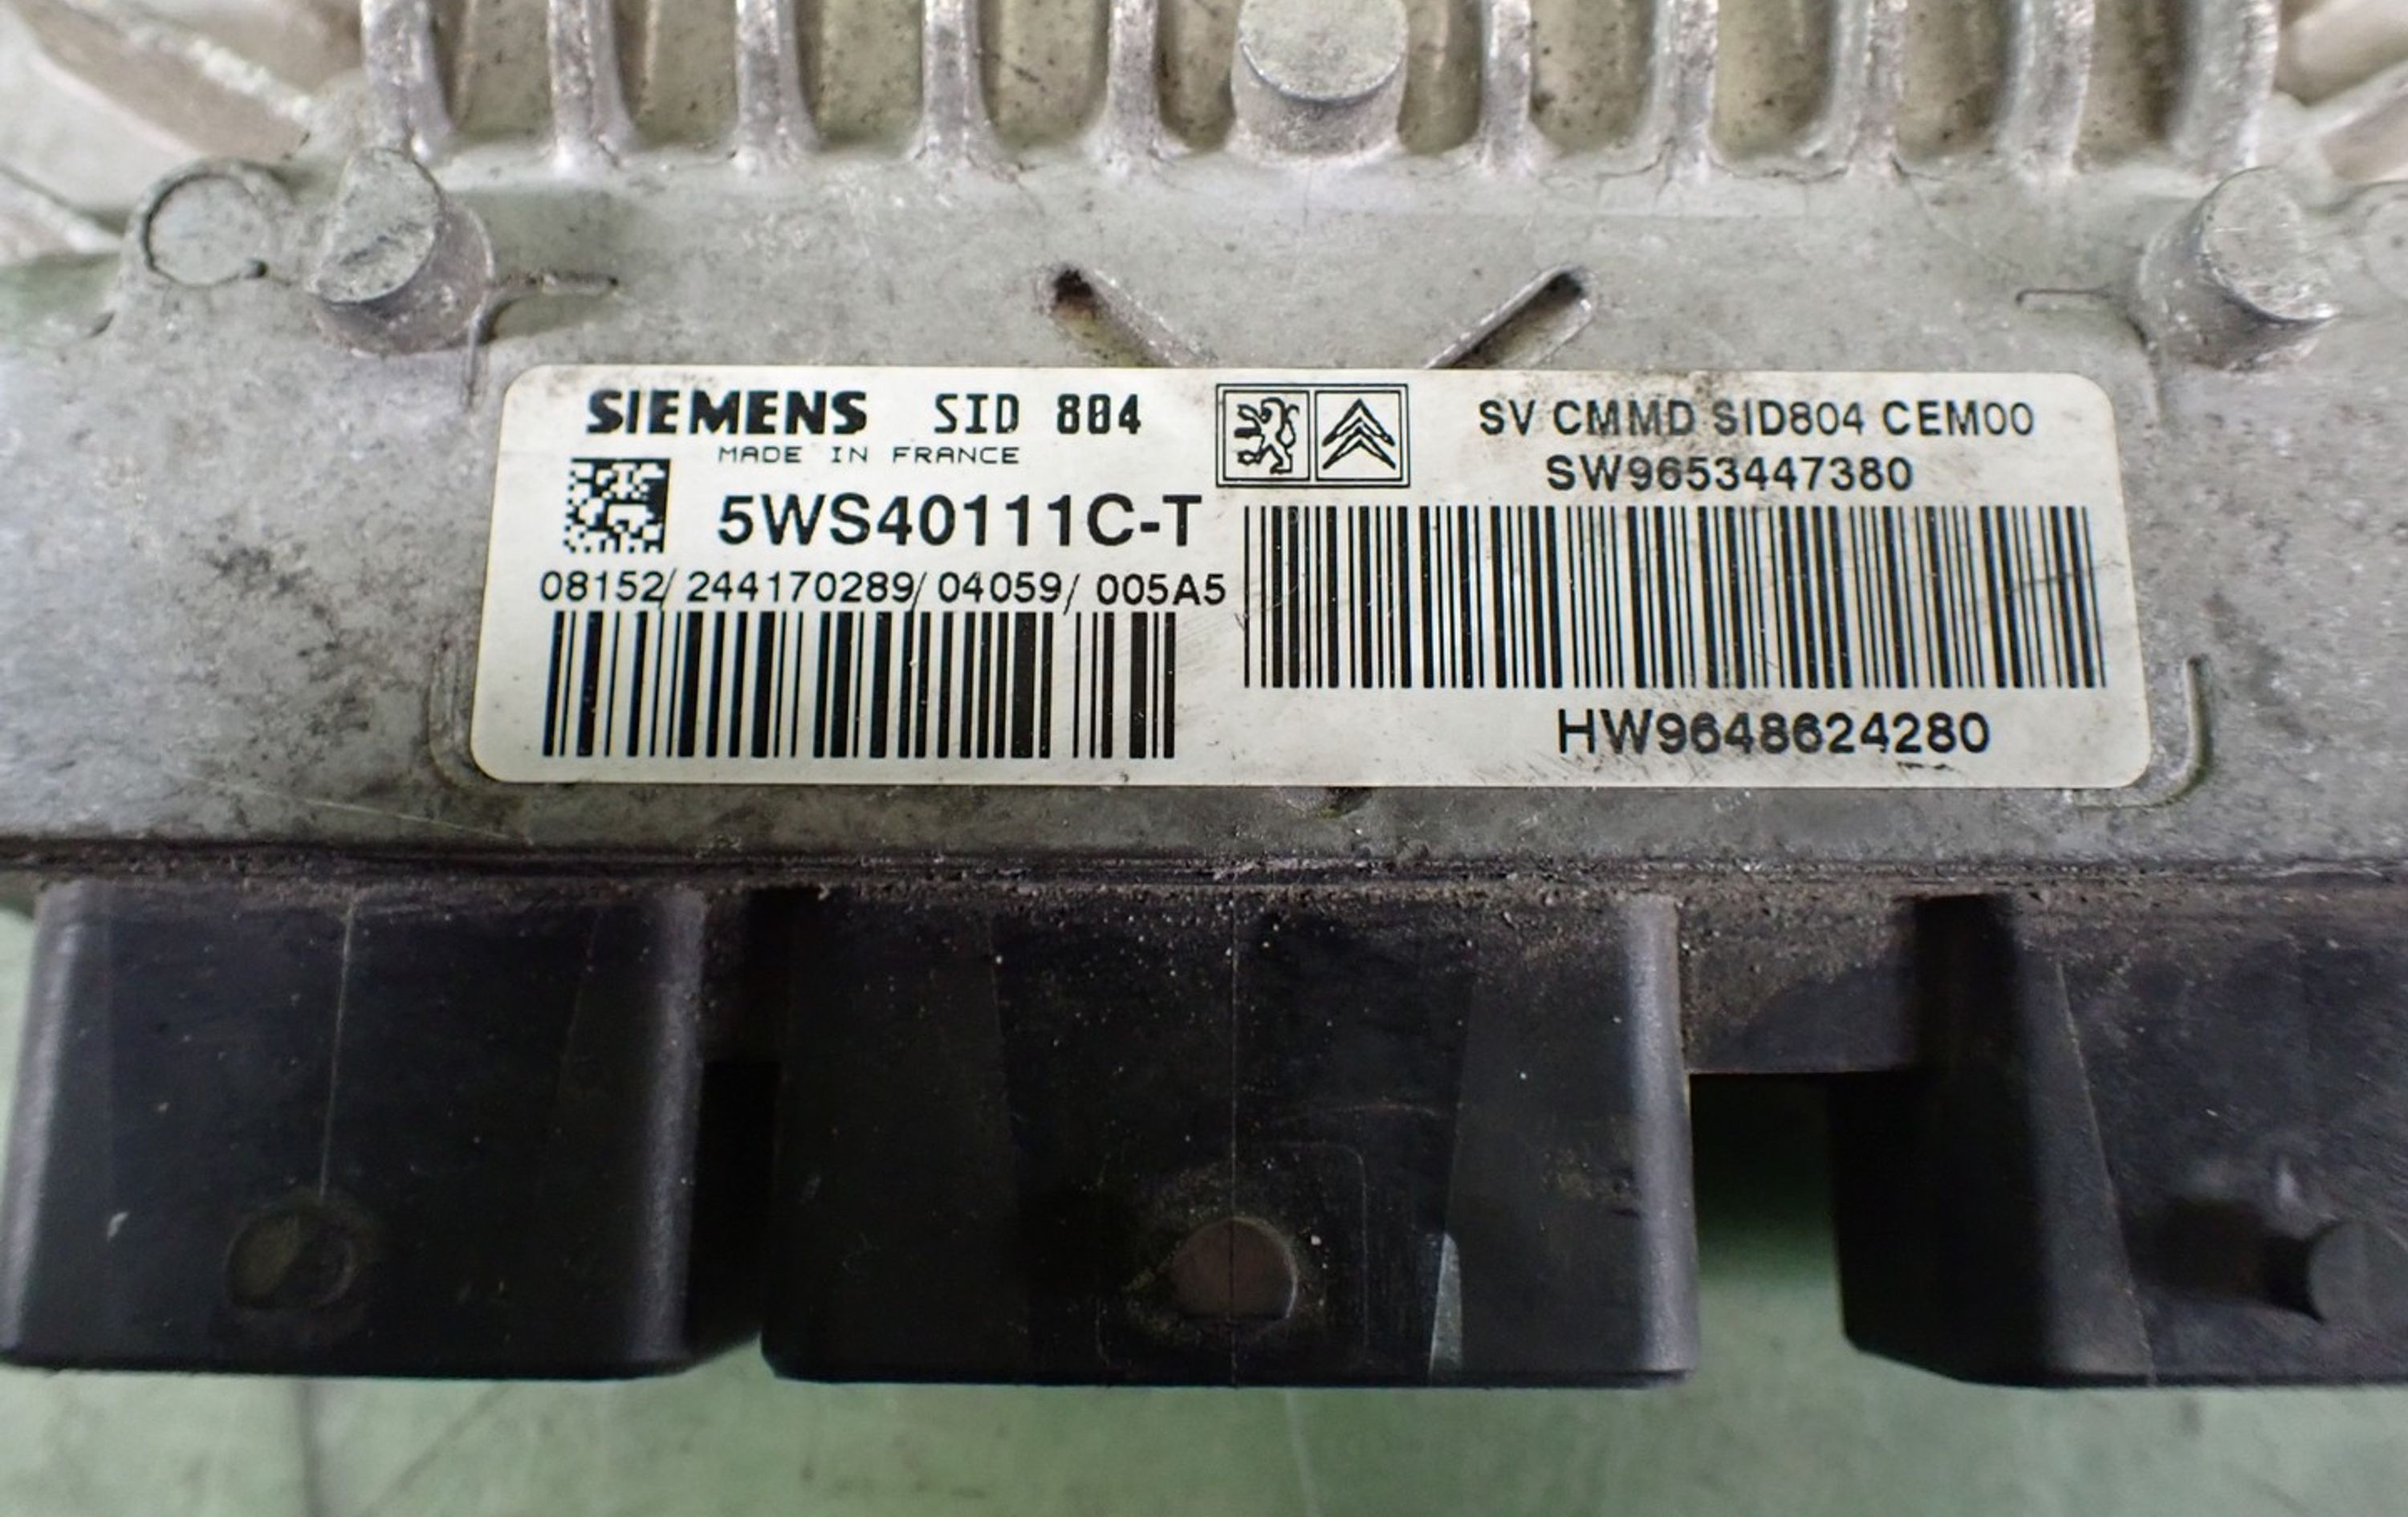 SIEMENS SID 804
MADE IN FRANCE
5WS40111C-T
08152/ 244170289/ 04059/ 005A5
SV CMMD SID804 CEM00
SW9653447380
HW9648624280